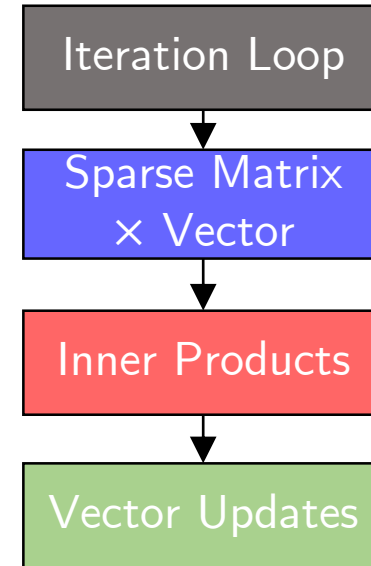 Iteration Loop
Sparse Matrix
× Vector
Inner Products
Vector Updates